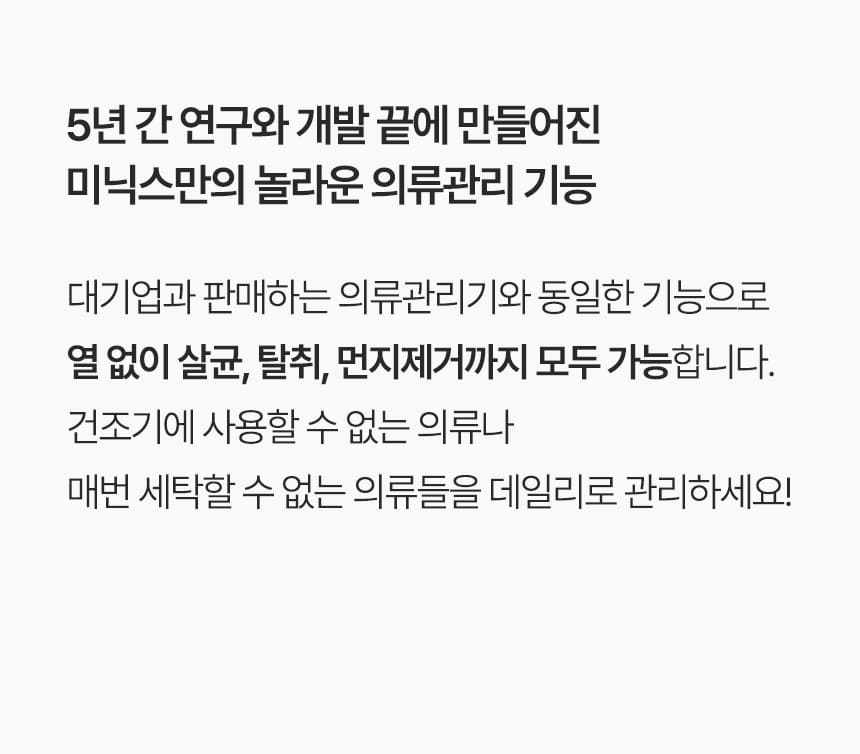 5년 간 연구와 개발 끝에 만들어진
미닉스만의 놀라운 의류관리 기능
대기업과 판매하는 의류관리기와 동일한 기능으로
열 없이 살균, 탈취, 먼지제거까지 모두 가능합니다.
건조기에 사용할 수 없는 의류나
매번 세탁할 수 없는 의류들을 데일리로 관리하세요!